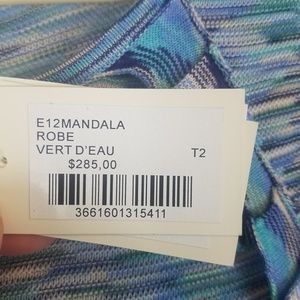 E12MANDALA
ROBE
VERT D'EAU T2
$285,00
3661601315411